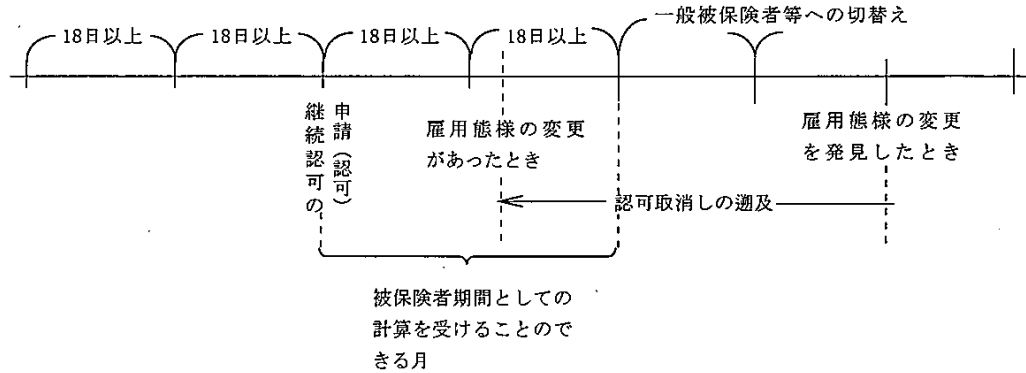 一般被保険者等への切替え
18日以上
18日以上
18日以上
18日以上
申請（認可）
継続認可の
雇用態様の変更
があったとき
雇用態様の変更
を発見したとき
認可取消しの遡及
被保険者期間としての
計算を受けることので
きる月